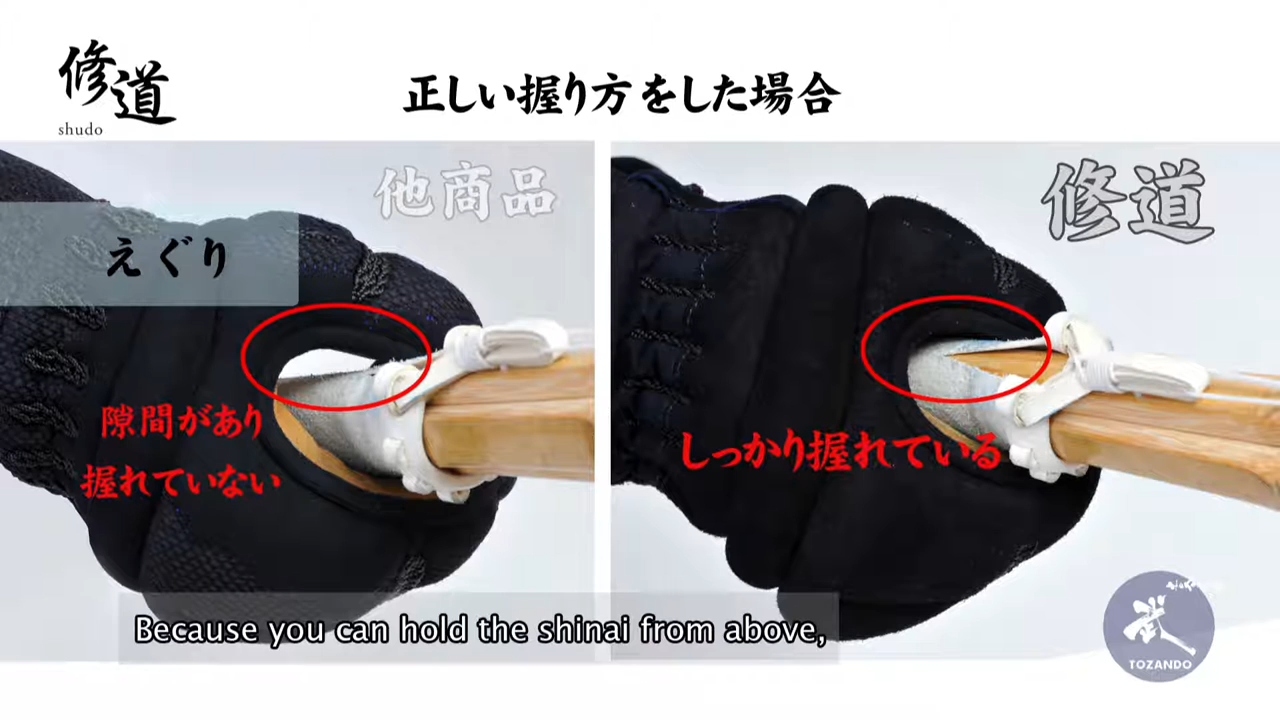 修道
shudo
正しい握り方をした場合
他商品
修道
えぐり
隙間があり
握れていない
しっかり握れている
Because you can hold the shinai from above,
武
TOZANDO